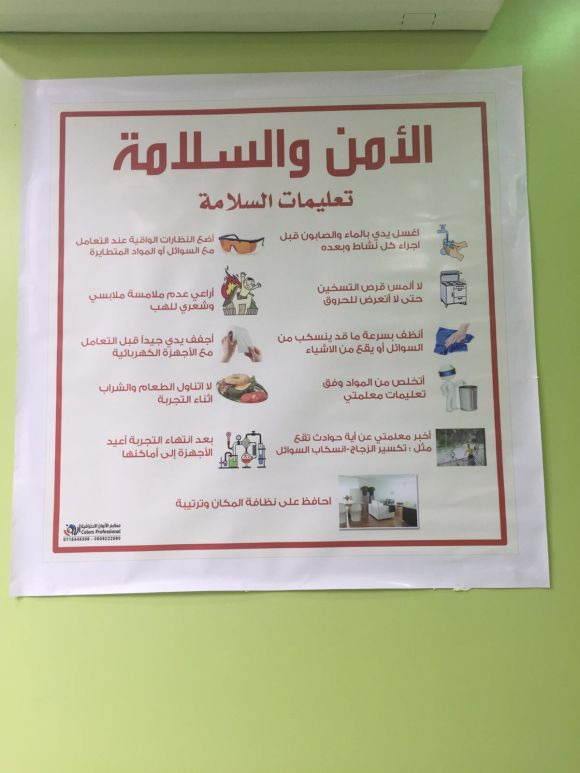 الأمن والسلامة
تعليمات السلامة
اغسل يدي بالماء والصابون قبل
اجراء كل نشاط وبعده
أضع النظارات الواقية عند التعامل
مع السوائل أو المواد المتطايرة
لا ألمس قرص التسخين
حتى لا أتعرض للحروق
أراعي عدم ملامسة ملابسي
وشعري للهب
أنظف بسرعة ما قد ينسكب من
السوائل أو يقع من الاشياء
أجفف يدي جيداً قبل التعامل
مع الأجهزة الكهربائية
أتخلص من المواد وفق
تعليمات معلمتي
لا اتناول الطعام والشراب
اثناء التجربة
أخبر معلمتي عن أية حوادث تقع
مثل : تكسير الزجاج-انسكاب السوائل
بعد انتهاء التجربة أعيد
الأجهزة إلى أماكنها
احافظ على نظافة المكان وترتيبة
Colors Professional